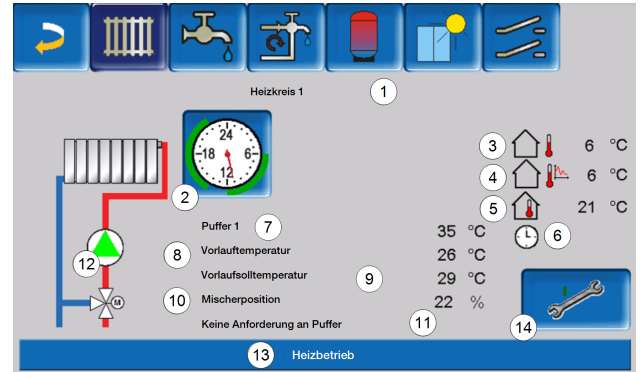 Heizkreis 1
1
24
18
6
12
2
3
6 °C
4
6 °C
5
21 °C
6
Puffer 1
7
35 °C
8
Vorlauftemperatur
26 °C
Vorlaufsolltemperatur
9
29 °C
10
Mischerposition
22 %
Keine Anforderung an Puffer
11
12
M
14
13
Heizbetrieb